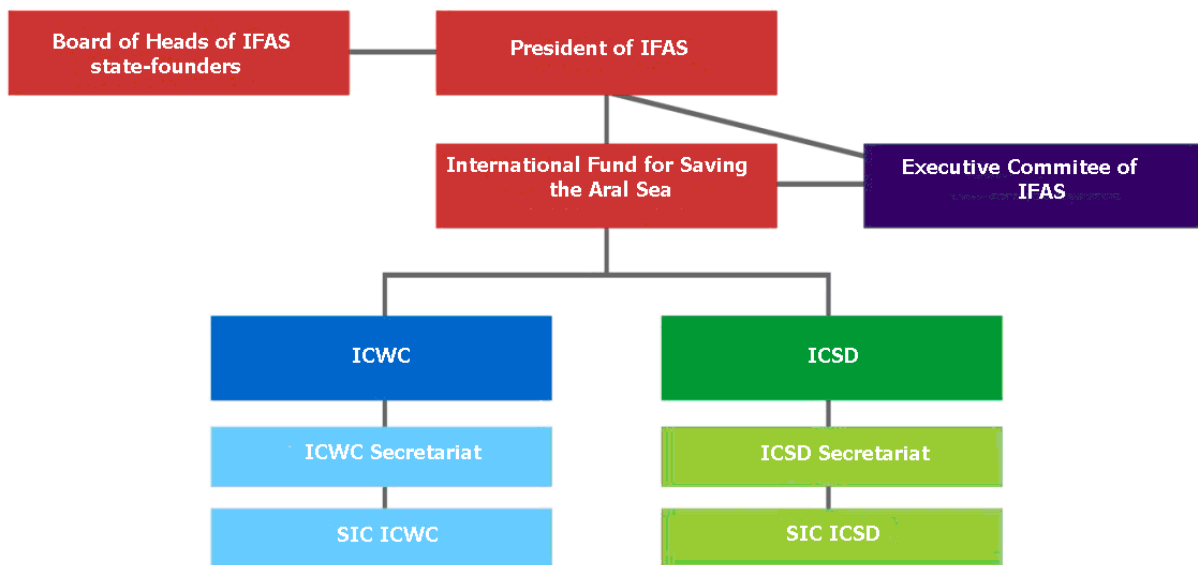 Board of Heads of IFAS
state-founders
President of IFAS
International Fund for Saving
the Aral Sea
Executive Commitee of
IFAS
ICWC
ICSD
ICWC Secretariat
ICSD Secretariat
SIC ICWC
SIC ICSD